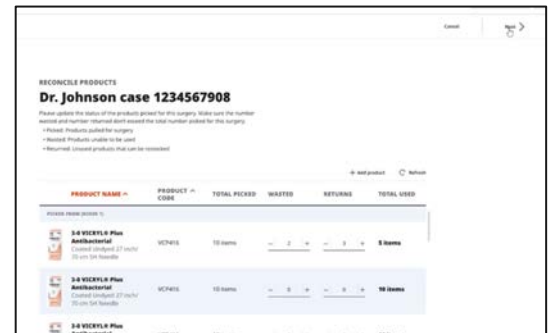 Cancel
Next
RECONCILE PRODUCTS
Dr. Johnson case 1234567908
Please update the status of the products picked for this surgery. Make sure the number
wasted and number returned don't exceed the total number picked for this surgery.
• Picked: Products pulled for surgery
• Wasted: Products unable to be used
• Returned: Unused products that can be restocked
+ Add product
Refresh
PRODUCT NAME
PRODUCT CODE
TOTAL PICKED
WASTED
RETURNS
TOTAL USED
3-0 VICRYL® Plus
Antibacterial
Coated Undyed 27 inch/
70 cm SH Needle
VCP416
10 items
– 2 +
– 3 +
5 items
3-0 VICRYL® Plus
Antibacterial
Coated Undyed 27 inch/
70 cm SH Needle
VCP416
10 items
– 0 +
– 0 +
10 items
3-0 VICRYL® Plus
Antibacterial